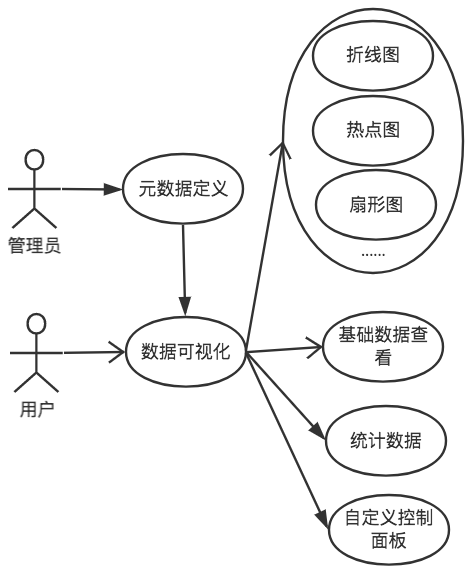 折线图
热点图
扇形图
......
管理员
元数据定义
用户
数据可视化
基础数据查
看
统计数据
自定义控制
面板